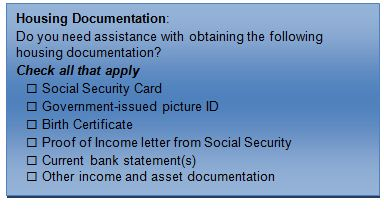 Housing Documentation:
Do you need assistance with obtaining the following
housing documentation?
Check all that apply
☐ Social Security Card
☐ Government-issued picture ID
☐ Birth Certificate
☐ Proof of Income letter from Social Security
☐ Current bank statement(s)
☐ Other income and asset documentation